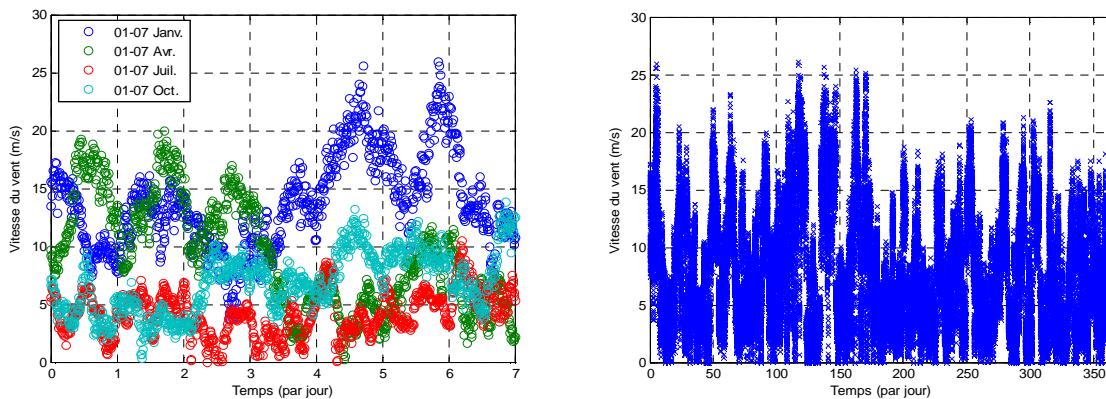 30
25
20
15
10
5
0
Vitesse du vent (m/s)
01-07 Janv.
01-07 Avr.
01-07 Juil.
01-07 Oct.
0 1 2 3 4 5 6 7
Temps (par jour)
30
25
20
15
10
5
0
Vitesse du vent (m/s)
0 50 100 150 200 250 300 350
Temps (par jour)